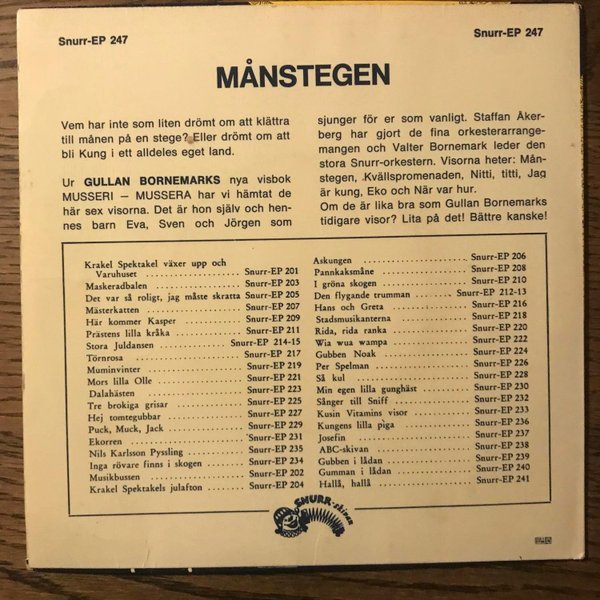 Snurr-EP 247
Snurr-EP 247
MÅNSTEGEN
Vem har inte som liten drömt om att klättra
till månen på en stege? Eller drömt om att
bli Kung i ett alldeles eget land.
Ur GULLAN BORNEMARKS nya visbok
MUSSERI — MUSSERA har vi hämtat de
här sex visorna. Det är hon själv och hen-
nes barn Eva, Sven och Jörgen som
sjunger för er som vanligt. Staffan Åker-
berg har gjort de fina orkesterarrange-
mangen och Valter Bornemark leder den
stora Snurr-orkestern. Visorna heter: Mån-
stegen, Kvällspromenaden, Nitti, titti, Jag
är kung, Eko och När var hur.
Om de är lika bra som Gullan Bornemarks
tidigare visor? Lita på det! Bättre kanske!
Krakel Spektakel växer upp och
Varuhuset Snurr-EP 201
Maskeradbalen Snurr-EP 203
Det var så roligt, jag måste skratta Snurr-EP 205
Mästerkatten Snurr-EP 207
Här kommer Kasper Snurr-EP 209
Prästens lilla kråka Snurr-EP 211
Stora Juldansen Snurr-EP 214-15
Törnrosa Snurr-EP 217
Muminvinter Snurr-EP 219
Mors lilla Olle Snurr-EP 221
Dalahästen Snurr-EP 223
Tre brokiga grisar Snurr-EP 225
Hej tomtegubbar Snurr-EP 227
Puck, Muck, Jack Snurr-EP 229
Ekorren Snurr-EP 231
Nils Karlsson Pyssling Snurr-EP 235
Inga rövare finns i skogen Snurr-EP 234
Musikbussen Snurr-EP 202
Krakel Spektakels julafton Snurr-EP 204
Askungen Snurr-EP 206
Pannkaksmåne Snurr-EP 208
I gröna skogen Snurr-EP 210
Den flygande trumman Snurr-EP 212-13
Hans och Greta Snurr-EP 216
Stadsmusikanterna Snurr-EP 218
Rida, rida ranka Snurr-EP 220
Wia wua wampa Snurr-EP 222
Gubben Noak Snurr-EP 224
Per Spelman Snurr-EP 226
Så kul Snurr-EP 228
Min egen lilla gunghäst Snurr-EP 230
Sånger till Sniff Snurr-EP 232
Kusin Vitamins visor Snurr-EP 233
Kungens lilla piga Snurr-EP 236
Josefin Snurr-EP 237
ABC-skivan Snurr-EP 238
Gubben i lådan Snurr-EP 239
Gumman i lådan Snurr-EP 240
Hallå, hallå Snurr-EP 241
SNURR-skivan